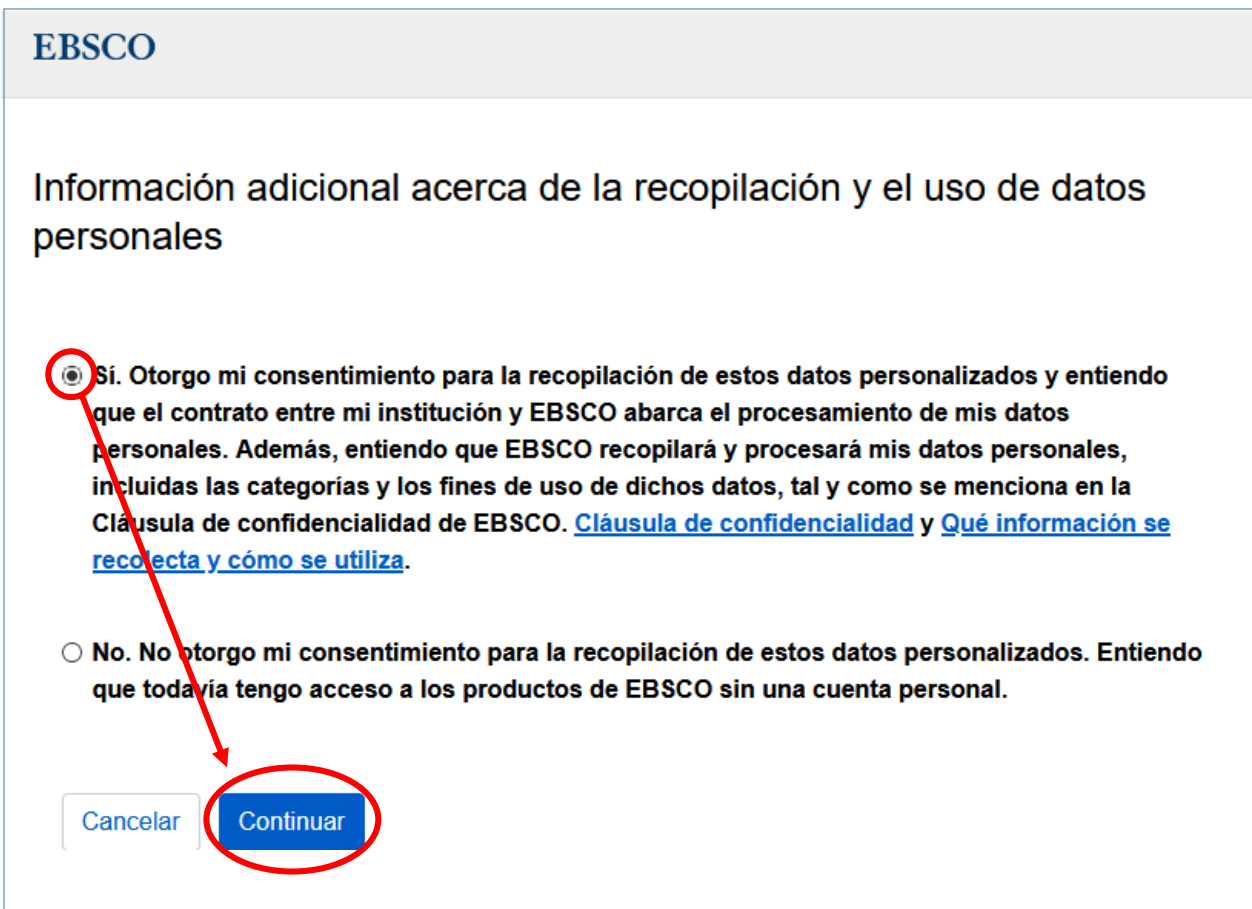 EBSCO
Información adicional acerca de la recopilación y el uso de datos
personales
Sí. Otorgo mi consentimiento para la recopilación de estos datos personalizados y entiendo
que el contrato entre mi institución y EBSCO abarca el procesamiento de mis datos
personales. Además, entiendo que EBSCO recopilará y procesará mis datos personales,
incluidas las categorías y los fines de uso de dichos datos, tal y como se menciona en la
Cláusula de confidencialidad de EBSCO. Cláusula de confidencialidad y Qué información se
recolecta y cómo se utiliza.
No. No otorgo mi consentimiento para la recopilación de estos datos personalizados. Entiendo
que todavía tengo acceso a los productos de EBSCO sin una cuenta personal.
Cancelar Continuar